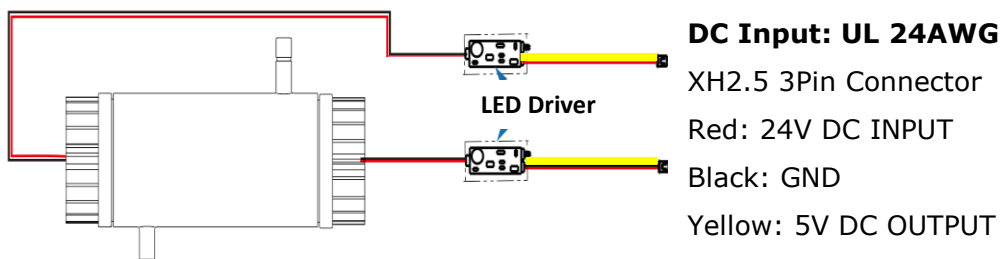 DC Input: UL 24AWG
XH2.5 3Pin Connector
LED Driver
Red: 24V DC INPUT
Black: GND
Yellow: 5V DC OUTPUT